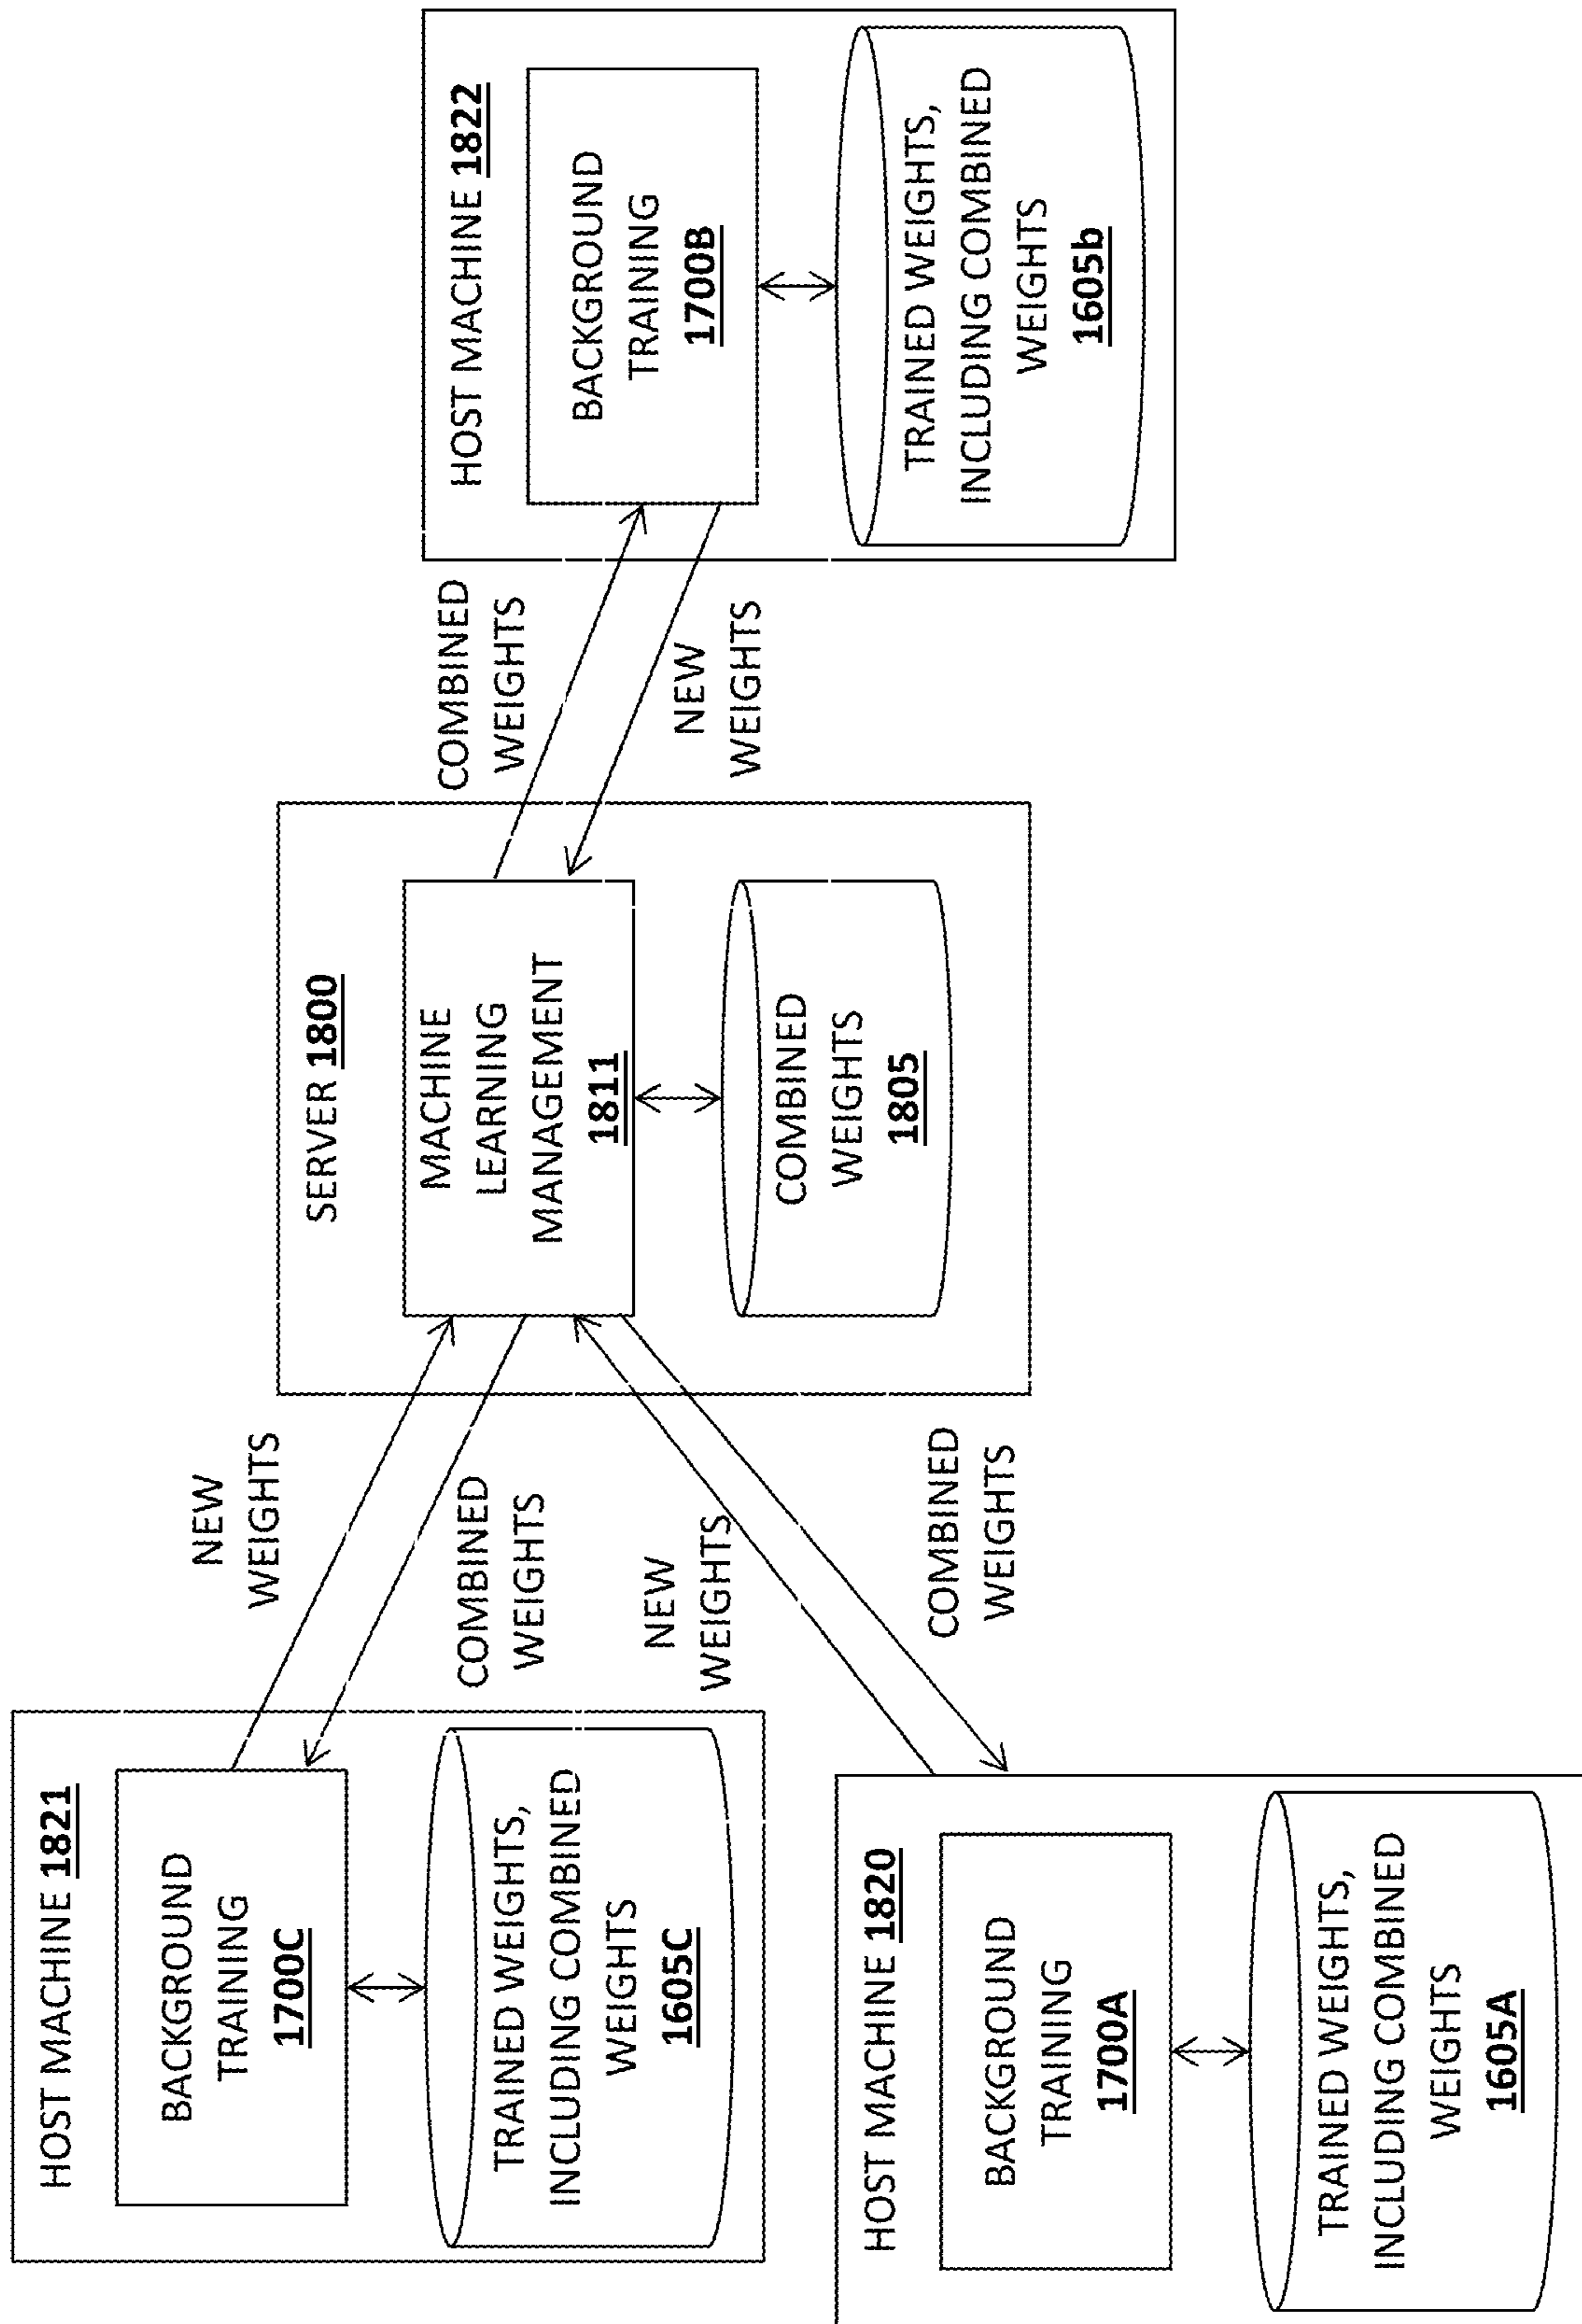 HOST MACHINE 1821
BACKGROUND
TRAINING
1700C
TRAINED WEIGHTS,
INCLUDING COMBINED
WEIGHTS
1605C
NEW
WEIGHTS
COMBINED
WEIGHTS
HOST MACHINE 1820
BACKGROUND
TRAINING
1700A
TRAINED WEIGHTS,
INCLUDING COMBINED
WEIGHTS
1605A
NEW
WEIGHTS
COMBINED
WEIGHTS
SERVER 1800
MACHINE
LEARNING
MANAGEMENT
1811
COMBINED
WEIGHTS
1805
COMBINED
WEIGHTS
NEW
WEIGHTS
HOST MACHINE 1822
BACKGROUND
TRAINING
1700B
TRAINED WEIGHTS,
INCLUDING COMBINED
WEIGHTS
1605b